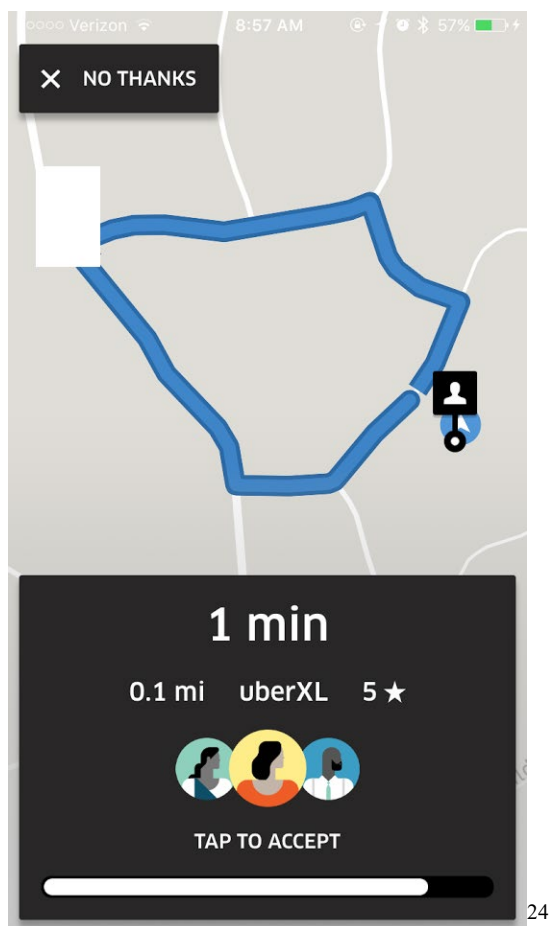 Verizon 8:57 AM 57%
NO THANKS
1 min
0.1 mi uberXL 5 ★
TAP TO ACCEPT
24